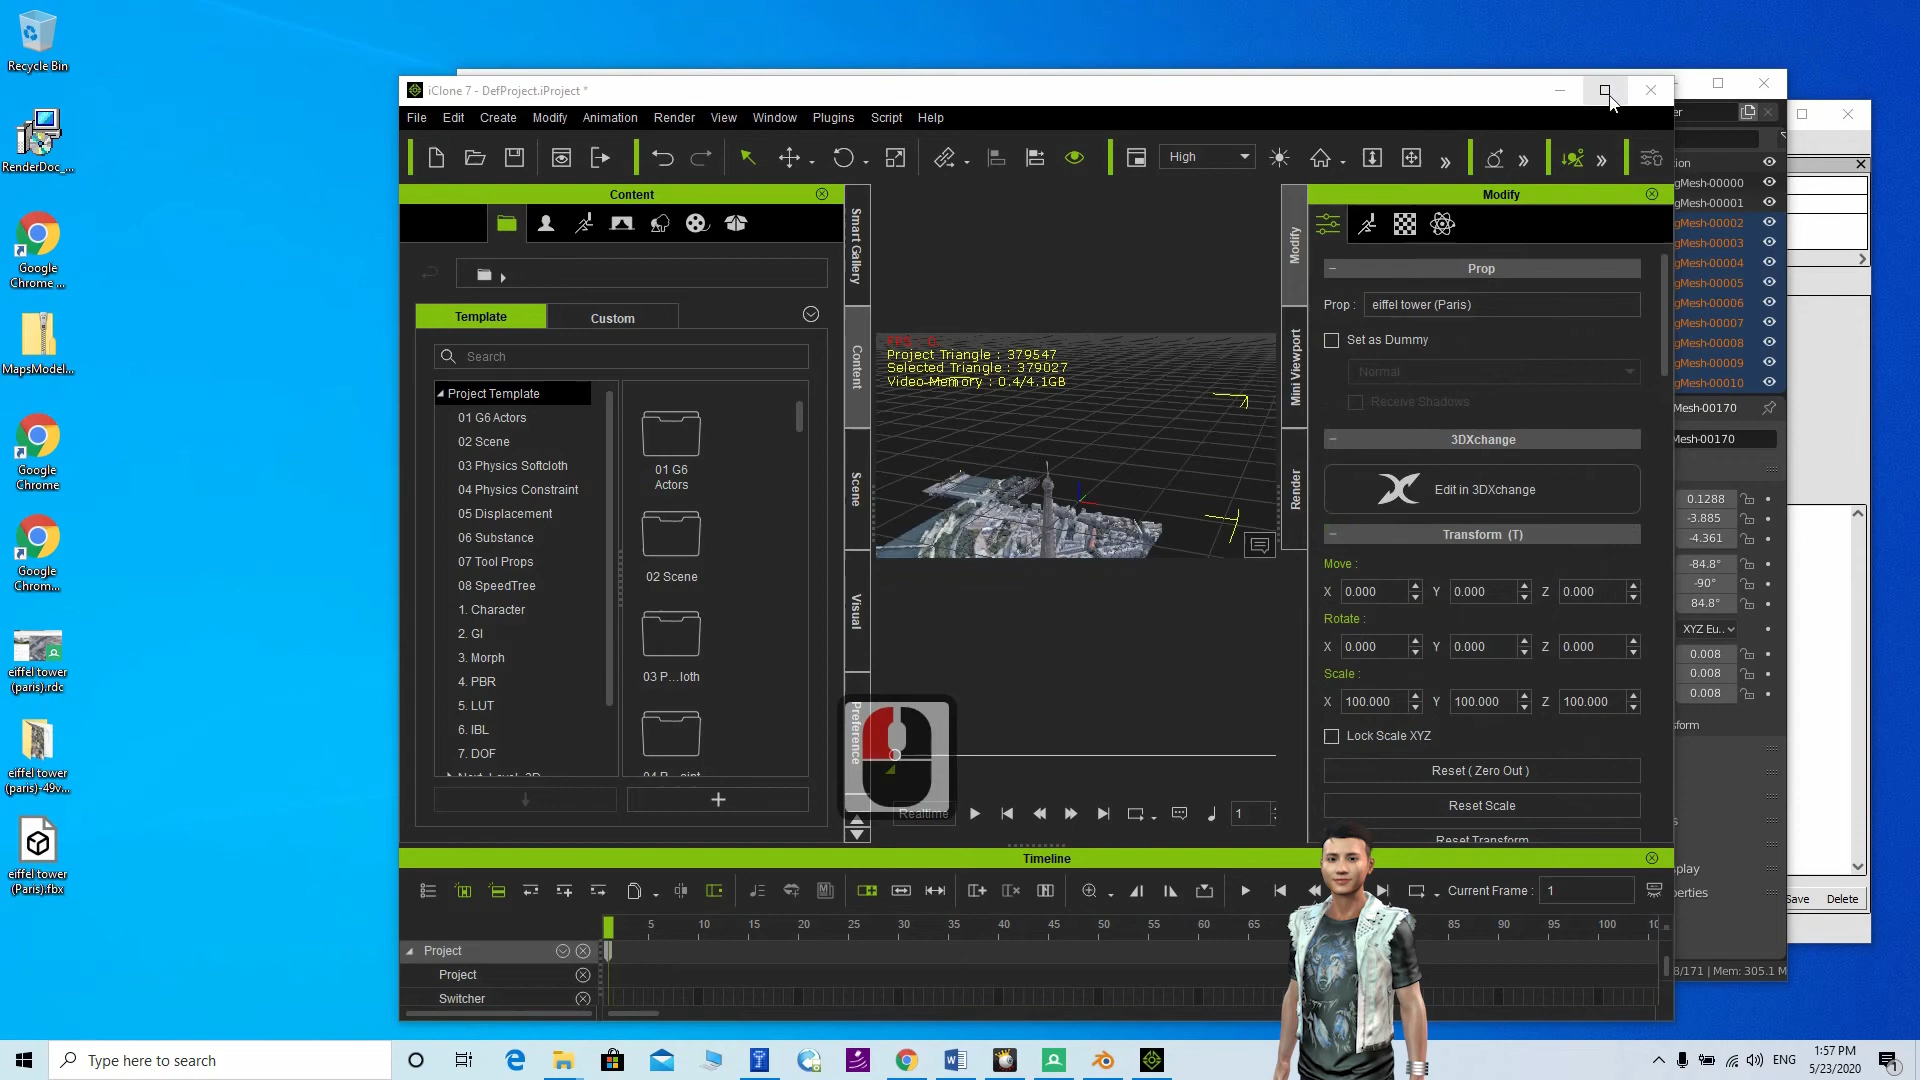 Recycle Bin
RenderDoc_...
Google
Chrome ...
MapsModel...
Google
Chrome
Google
Chrom...
eiffel tower
(paris).rdc
eiffel tower
(paris)-49v...
eiffel tower
(Paris).fbx
iClone 7 - DefProject.iProject *
File Edit Create Modify Animation Render View Window Plugins Script Help
High
Content
Template
Custom
Search
Project Template
01 G6 Actors
02 Scene
03 Physics Softcloth
04 Physics Constraint
05 Displacement
06 Substance
07 Tool Props
08 SpeedTree
1. Character
2. GI
3. Morph
4. PBR
5. LUT
6. IBL
7. DOF
01 G6
Actors
02 Scene
03 P...loth
Smart Gallery
Content
Scene
Visual
Preference
Project Triangle : 379547
Selected Triangle : 379027
Video Memory : 0.4/4.1GB
Realtime
1
Modify
Mini Viewport
Render
Modify
Prop
Prop : eiffel tower (Paris)
Set as Dummy
Normal
Receive Shadows
3DXchange
Edit in 3DXchange
Transform (T)
Move :
X 0.000 Y 0.000 Z 0.000
Rotate :
X 0.000 Y 0.000 Z 0.000
Scale :
X 100.000 Y 100.000 Z 100.000
Lock Scale XYZ
Reset ( Zero Out )
Reset Scale
Reset Transform
gMesh-00000
gMesh-00001
gMesh-00002
gMesh-00003
gMesh-00004
gMesh-00005
gMesh-00006
gMesh-00007
gMesh-00008
gMesh-00009
gMesh-00010
Mesh-00170
Mesh-00170
0.1288
-3.885
-4.361
-84.8°
-90°
84.8°
XYZ Eu..
0.008
0.008
0.008
Save Delete
3/171 | Mem: 305.1 M
Timeline
Current Frame : 1
5 10 15 20 25 30 35 40 45 50 55 60 65 85 90 95 100
Project
Project
Switcher
Type here to search
ENG
1:57 PM
5/23/2020
1